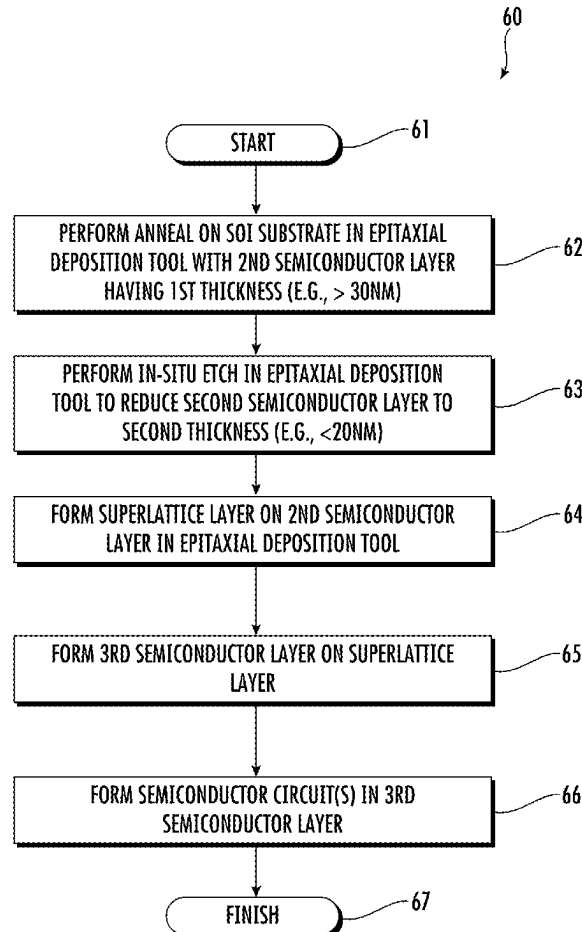 60
START
61
PERFORM ANNEAL ON SOI SUBSTRATE IN EPITAXIAL
DEPOSITION TOOL WITH 2ND SEMICONDUCTOR LAYER
HAVING 1ST THICKNESS (E.G., > 30NM)
62
PERFORM IN-SITU ETCH IN EPITAXIAL DEPOSITION
TOOL TO REDUCE SECOND SEMICONDUCTOR LAYER TO
SECOND THICKNESS (E.G., <20NM)
63
FORM SUPERLATTICE LAYER ON 2ND SEMICONDUCTOR
LAYER IN EPITAXIAL DEPOSITION TOOL
64
FORM 3RD SEMICONDUCTOR LAYER ON SUPERLATTICE
LAYER
65
FORM SEMICONDUCTOR CIRCUIT(S) IN 3RD
SEMICONDUCTOR LAYER
66
FINISH
67